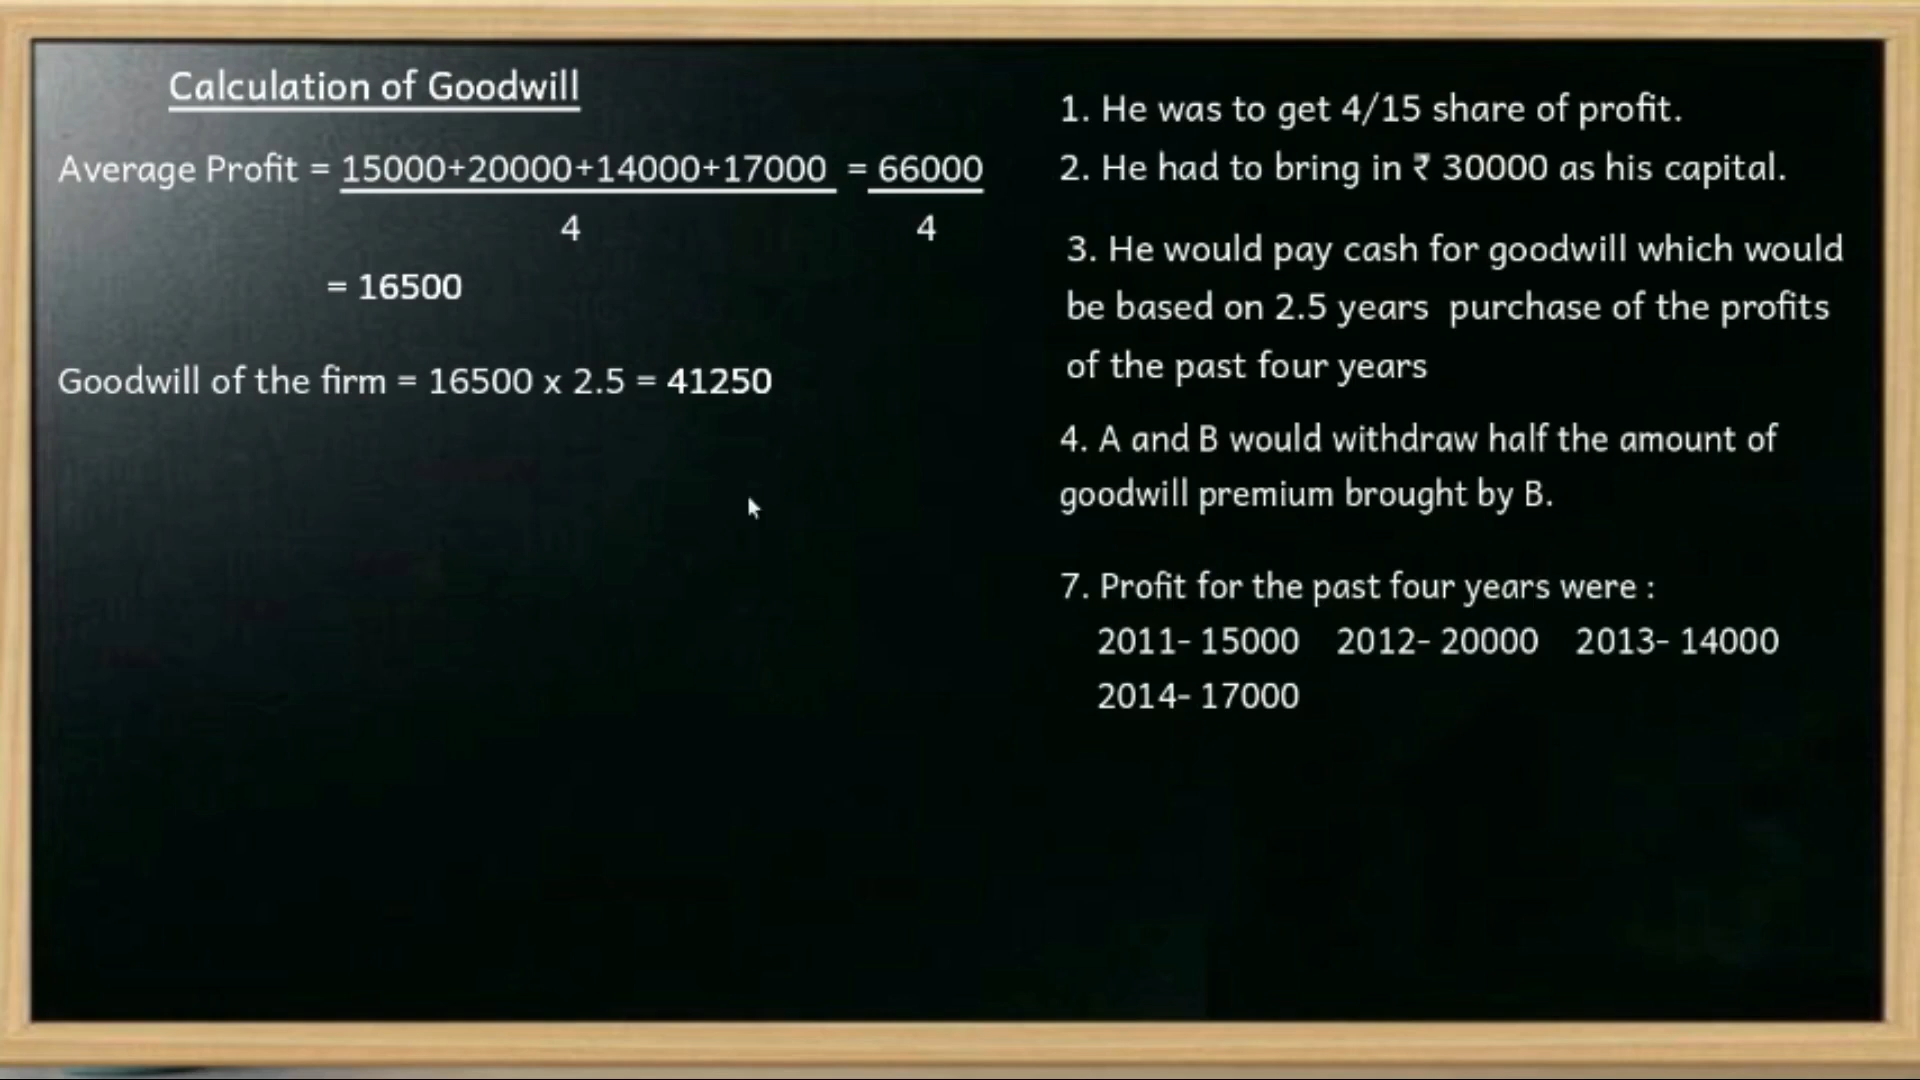 Calculation of Goodwill
Average Profit = 15000+20000+14000+17000 = 66000
4 4
= 16500
Goodwill of the firm = 16500 x 2.5 = 41250
1. He was to get 4/15 share of profit.
2. He had to bring in ₹ 30000 as his capital.
3. He would pay cash for goodwill which would
be based on 2.5 years purchase of the profits
of the past four years
4. A and B would withdraw half the amount of
goodwill premium brought by B.
7. Profit for the past four years were :
2011- 15000 2012- 20000 2013- 14000
2014- 17000